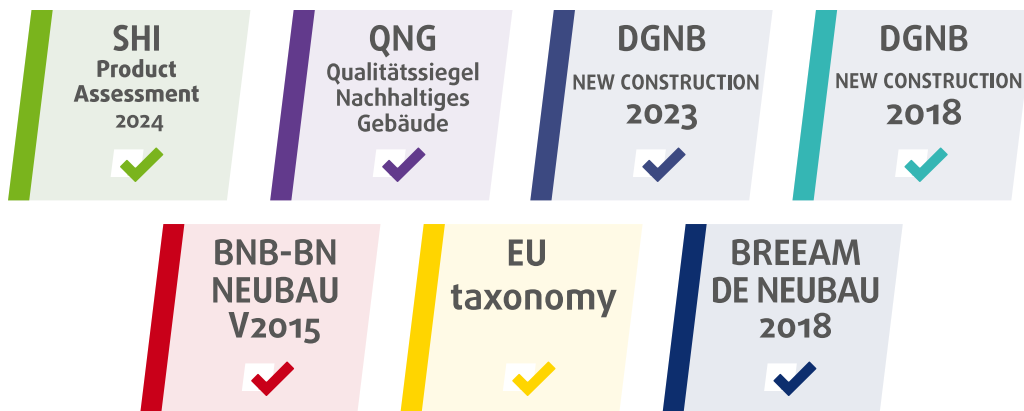 SHI
Product
Assessment
2024
QNG
Qualitätssiegel
Nachhaltiges
Gebäude
DGNB
NEW CONSTRUCTION
2023
DGNB
NEW CONSTRUCTION
2018
BNB-BN
NEUBAU
V2015
EU
taxonomy
BREEAM
DE NEUBAU
2018